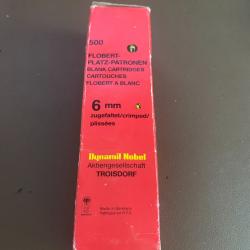 500
FLOBERT-
PLATZ-PATRONEN
BLANK CARTRIDGES
CARTOUCHES
FLOBERT A BLANC
6 mm
zugefaltet/crimped/
plissées
Dynamit Nobel
Aktiengesellschaft
TROISDORF
Made in Germany